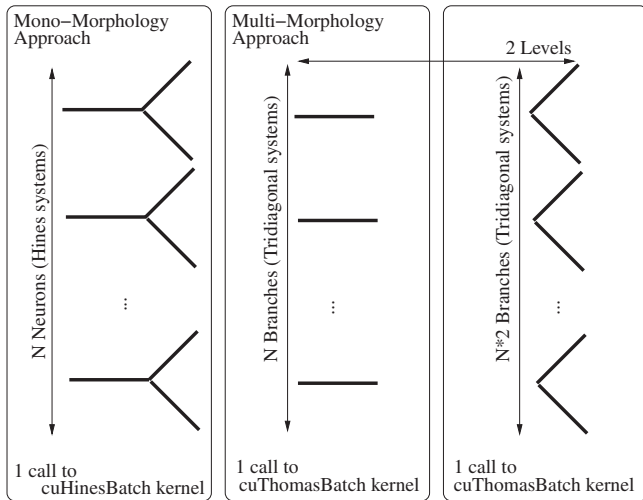 Mono-Morphology
Approach
N Neurons (Hines systems)
...
1 call to
cuHinesBatch kernel
Multi-Morphology
Approach
2 Levels
N Branches (Tridiagonal systems)
...
1 call to
cuThomasBatch kernel
N*2 Branches (Tridiagonal systems)
...
1 call to
cuThomasBatch kernel